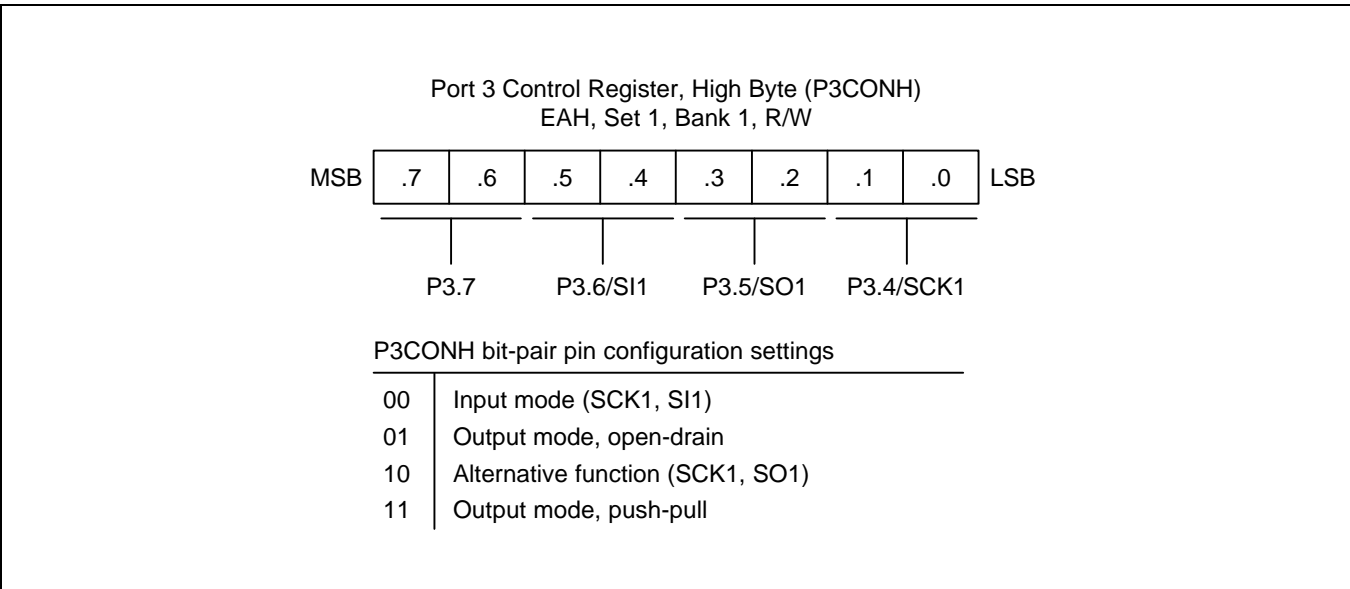 Port 3 Control Register, High Byte (P3CONH)
EAH, Set 1, Bank 1, R/W
MSB .7 .6 .5 .4 .3 .2 .1 .0 LSB
P3.7 P3.6/SI1 P3.5/SO1 P3.4/SCK1
P3CONH bit-pair pin configuration settings
00 Input mode (SCK1, SI1)
01 Output mode, open-drain
10 Alternative function (SCK1, SO1)
11 Output mode, push-pull